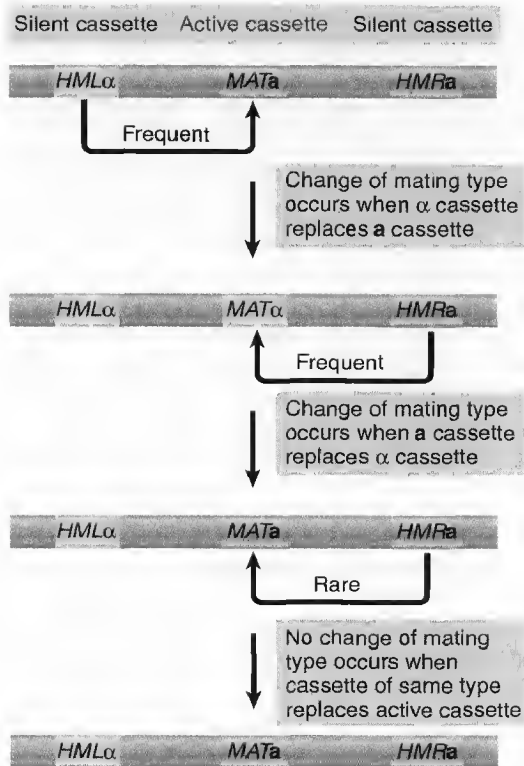 Silent cassette Active cassette Silent cassette
HMLα MATa HMRa
Frequent
Change of mating type
occurs when α cassette
replaces a cassette
HMLα MATα HMRa
Frequent
Change of mating type
occurs when a cassette
replaces α cassette
HMLα MATa HMRa
Rare
No change of mating
type occurs when
cassette of same type
replaces active cassette
HMLα MATa HMRa